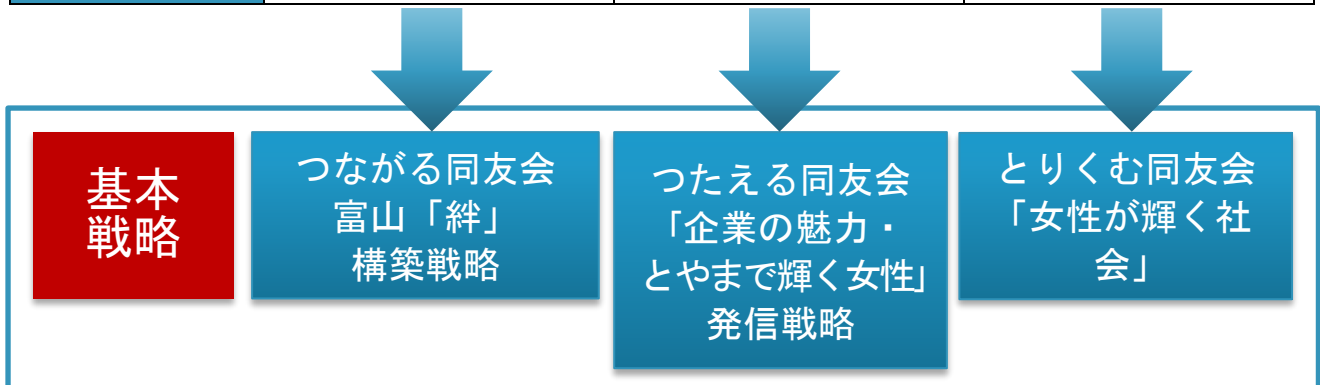 基本
戦略
つながる同友会
富山「絆」
構築戦略
つたえる同友会
「企業の魅力・
とやまで輝く女性」
発信戦略
とりくむ同友会
「女性が輝く社
会」